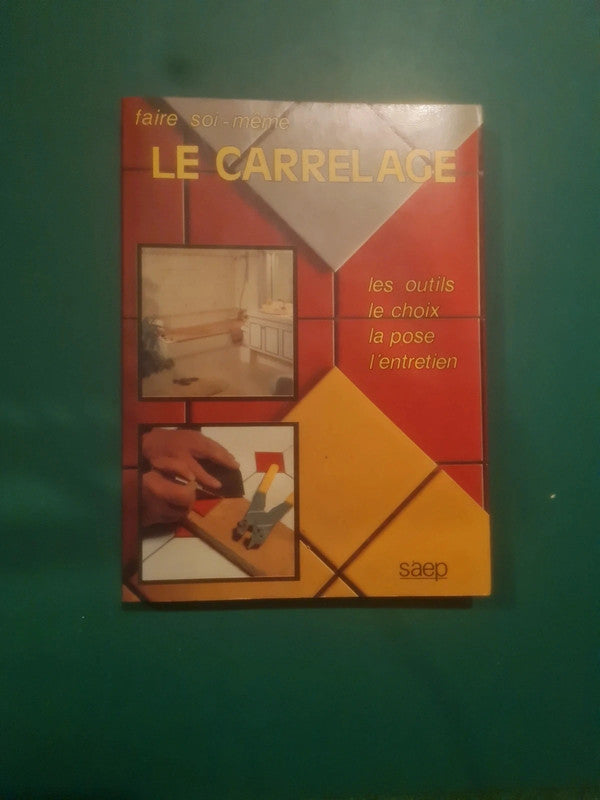 faire soi-même
LE CARRELAGE
les outils
le choix
la pose
l'entretien
saep